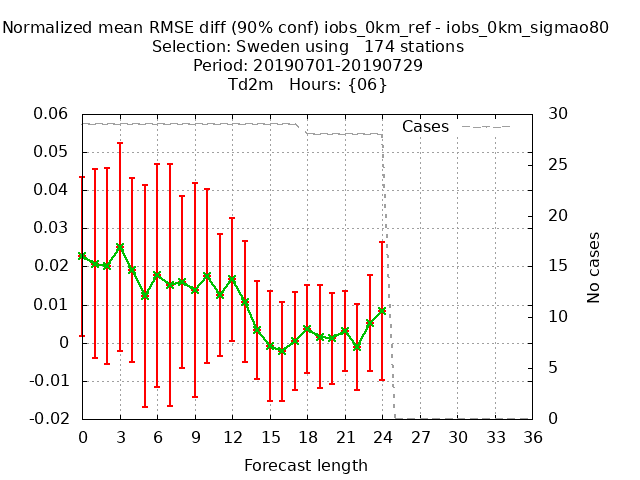 Normalized mean RMSE diff (90% conf) iobs_0km_ref - iobs_0km_sigmao80
Selection: Sweden using   174 stations
Period: 20190701-20190729
Td2m   Hours: {06}
Cases
0.06
0.05
0.04
0.03
0.02
0.01
0
-0.01
-0.02
30
25
20
15
10
5
0
No cases
0 3 6 9 12 15 18 21 24 27 30 33 36
Forecast length